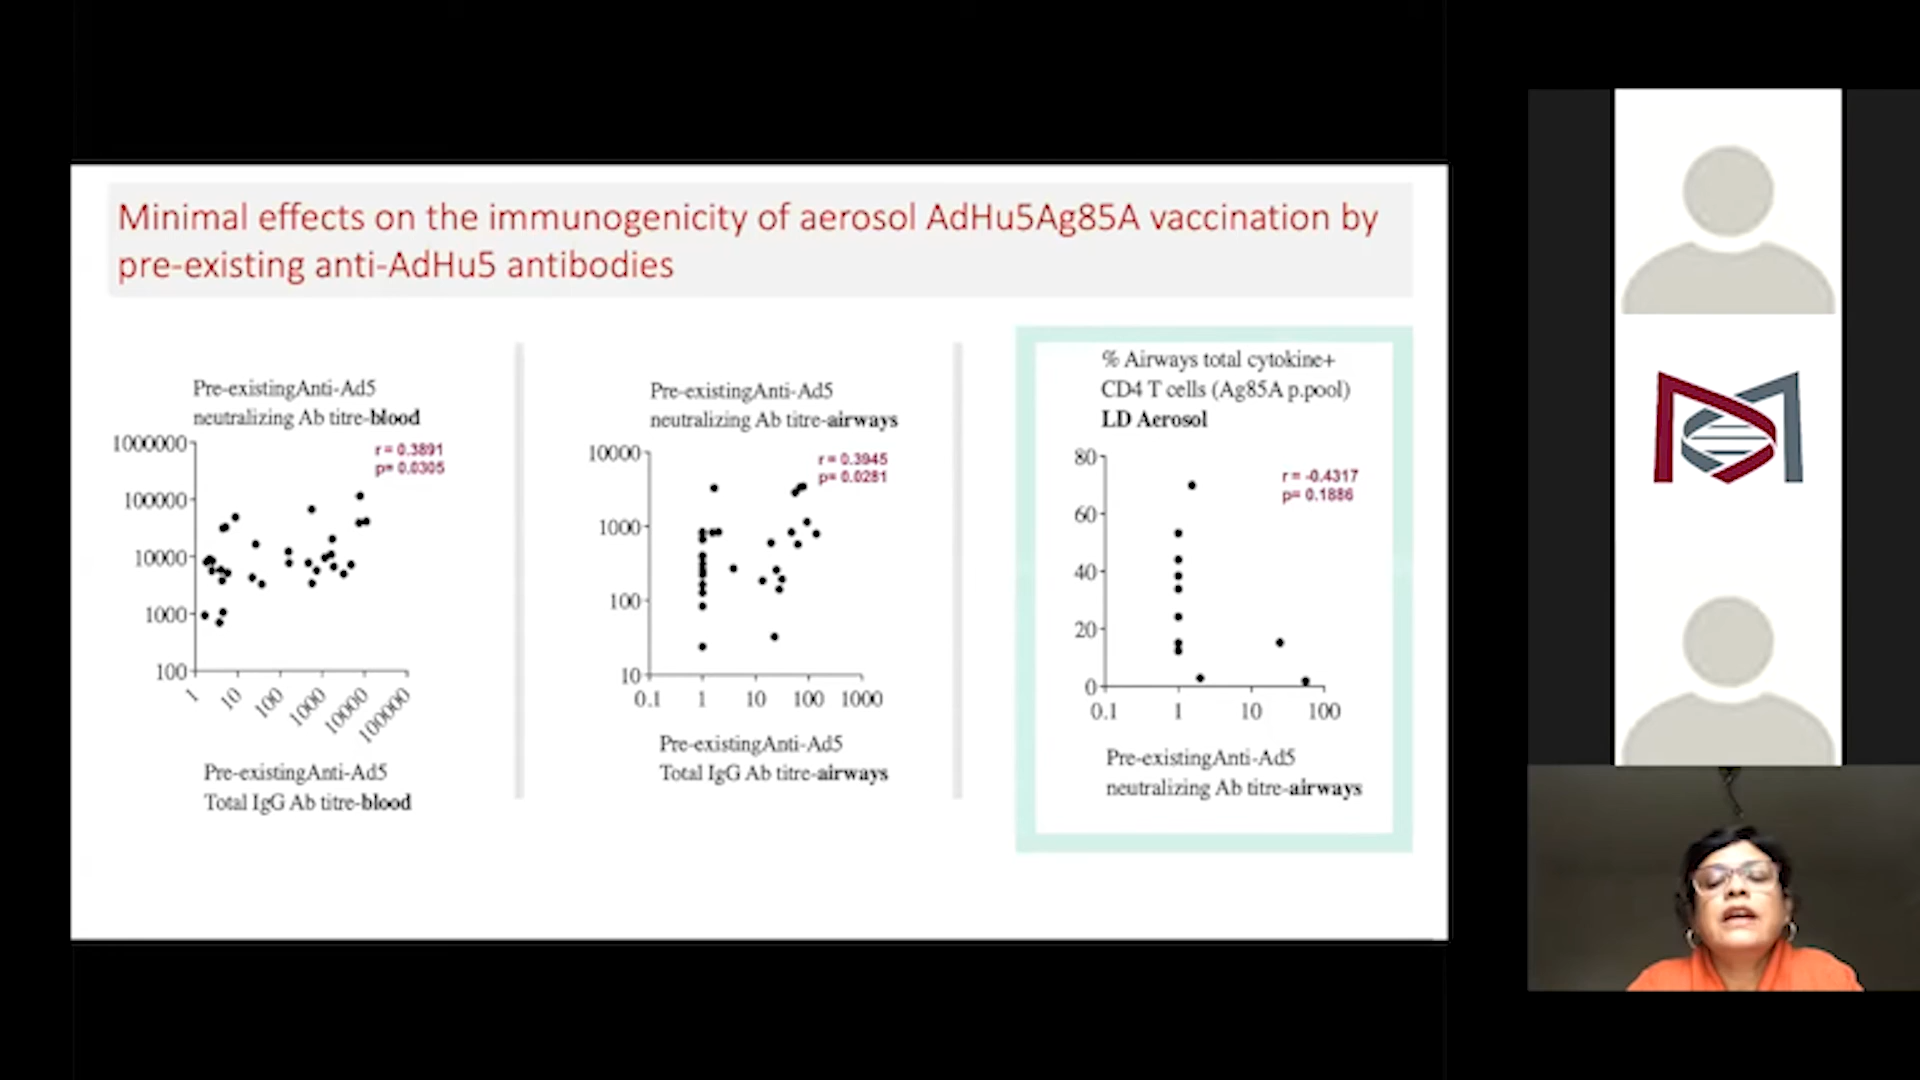 Minimal effects on the immunogenicity of aerosol AdHu5Ag85A vaccination by
pre-existing anti-AdHu5 antibodies
Pre-existingAnti-Ad5
neutralizing Ab titre-blood
r = 0.3891
p= 0.0305
1000000
100000
10000
1000
100
1 10 100 1000 10000 100000
Pre-existingAnti-Ad5
Total IgG Ab titre-blood
Pre-existingAnti-Ad5
neutralizing Ab titre-airways
r = 0.3945
p= 0.0281
10000
1000
100
10
0.1 1 10 100 1000
Pre-existingAnti-Ad5
Total IgG Ab titre-airways
% Airways total cytokine+
CD4 T cells (Ag85A p.pool)
LD Aerosol
r = -0.4317
p= 0.1886
80
60
40
20
0
0.1 1 10 100
Pre-existingAnti-Ad5
neutralizing Ab titre-airways